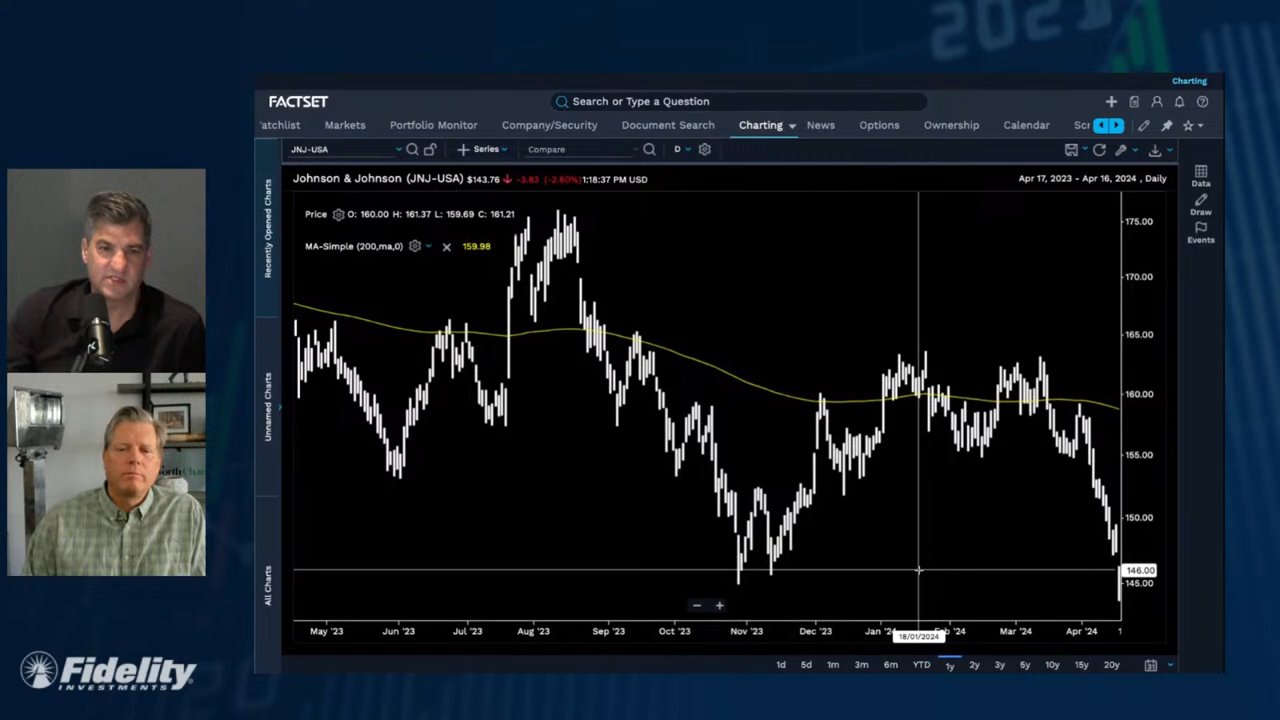 2021
Charting
FACTSET
Search or Type a Question
'atchlist Markets Portfolio Monitor Company/Security Document Search Charting News Options Ownership Calendar Scr
JNJ-USA Series Compare D
Johnson & Johnson (JNJ-USA) $143.76 -3.83 (-2.60%) 1:18:37 PM USD
Apr 17, 2023 - Apr 16, 2024 , Daily
Price O: 160.00 H: 161.37 L: 159.69 C: 161.21
MA-Simple (200,ma,0) 159.98
Recently Opened Charts
Unnamed Charts
All Charts
Data
Draw
Events
175.00
170.00
165.00
160.00
155.00
150.00
146.00
145.00
May '23 Jun '23 Jul '23 Aug '23 Sep '23 Oct '23 Nov '23 Dec '23 Jan '24 Feb '24 Mar '24 Apr '24 1
18/01/2024
1d 5d 1m 3m 6m YTD 1y 2y 3y 5y 10y 15y 20y
Fidelity
INVESTMENTS